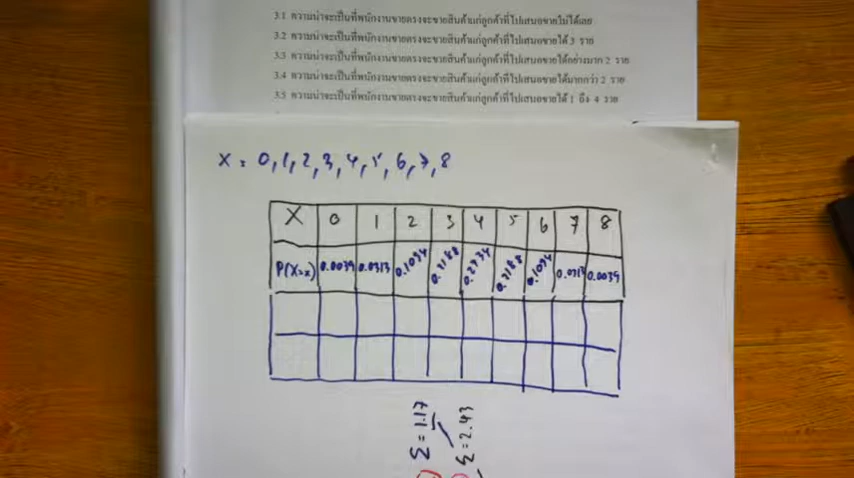 3.1 ความน่าจะเป็นที่พนักงานขายตรงจะขายสินค้าแก่ลูกค้าที่ไปเสนอขายไม่ได้เลย
3.2 ความน่าจะเป็นที่พนักงานขายตรงจะขายสินค้าแก่ลูกค้าที่ไปเสนอขายได้ 3 ราย
3.3 ความน่าจะเป็นที่พนักงานขายตรงจะขายสินค้าแก่ลูกค้าที่ไปเสนอขายได้อย่างมาก 2 ราย
3.4 ความน่าจะเป็นที่พนักงานขายตรงจะขายสินค้าแก่ลูกค้าที่ไปเสนอขายได้มากกว่า 2 ราย
3.5 ความน่าจะเป็นที่พนักงานขายตรงจะขายสินค้าแก่ลูกค้าที่ไปเสนอขายได้ 1 ถึง 4 ราย
X = 0,1,2,3,4,5,6,7,8
X 0 1 2 3 4 5 6 7 8
P(X=x) 0.0039 0.0313 0.1094 0.2188 0.2734 0.2188 0.1094 0.0313 0.0039
Σ = 1.17
Σ = 2.43